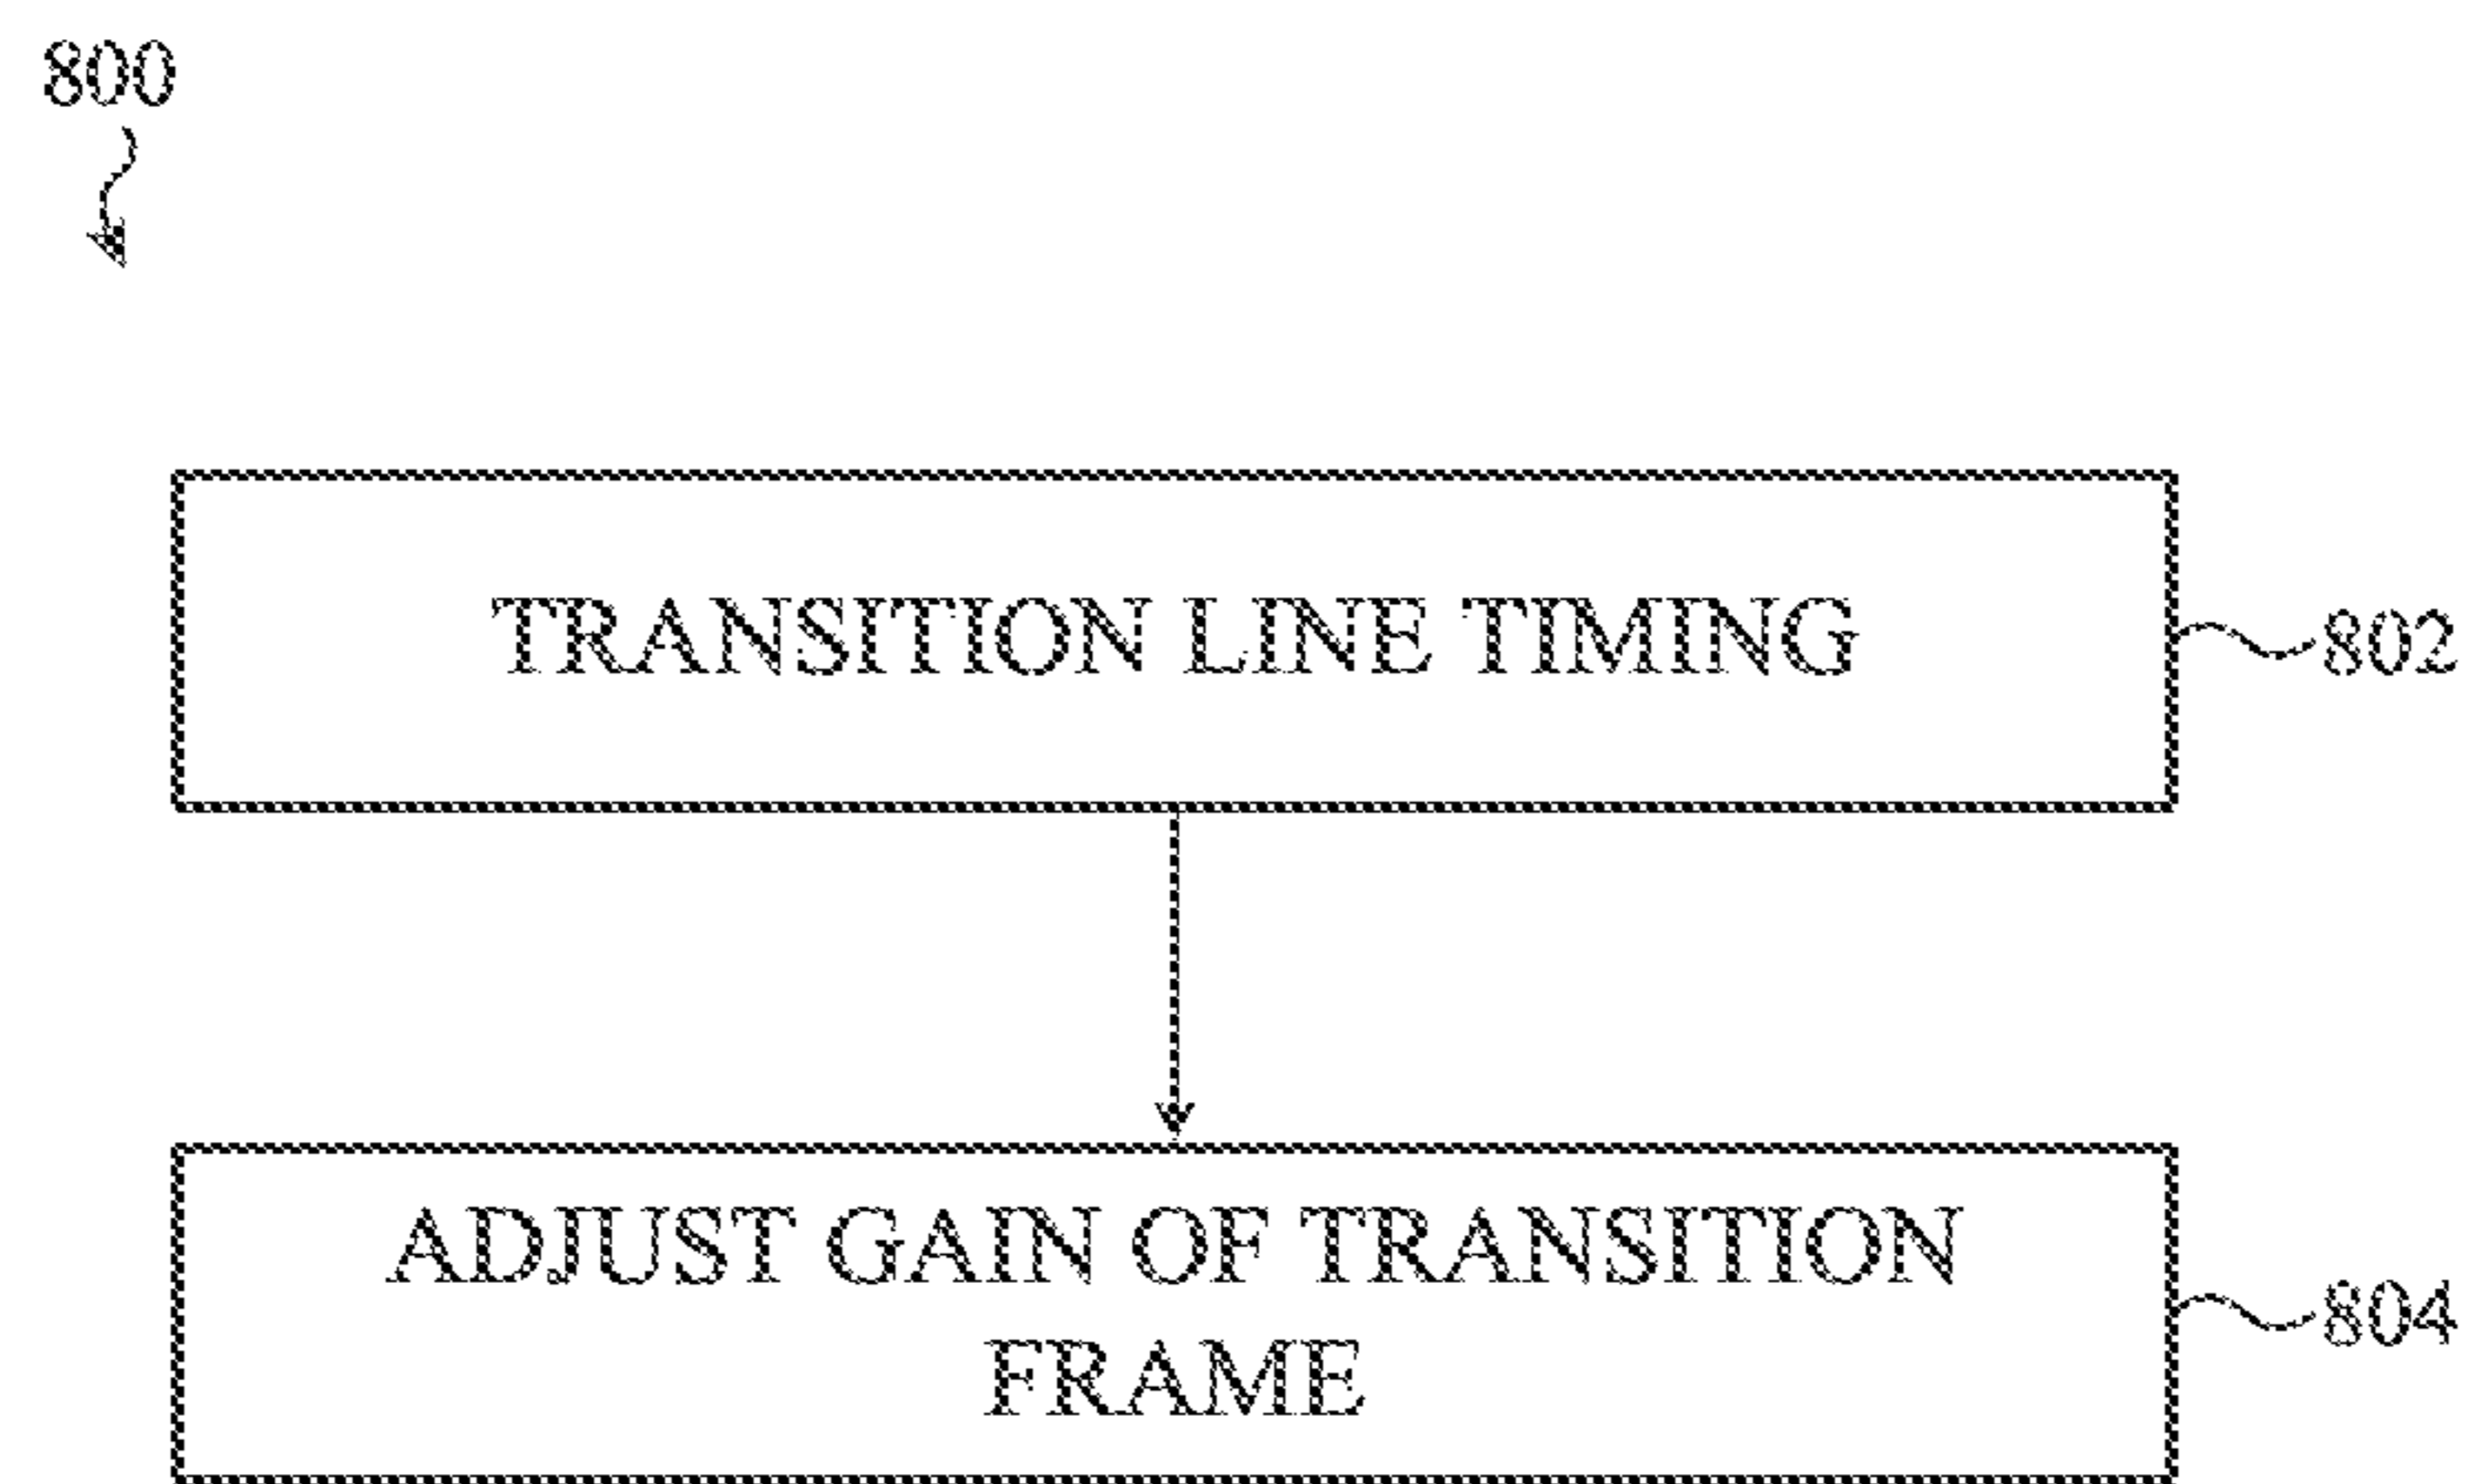 800
TRANSITION LINE TIMING
802
ADJUST GAIN OF TRANSITION
FRAME
804